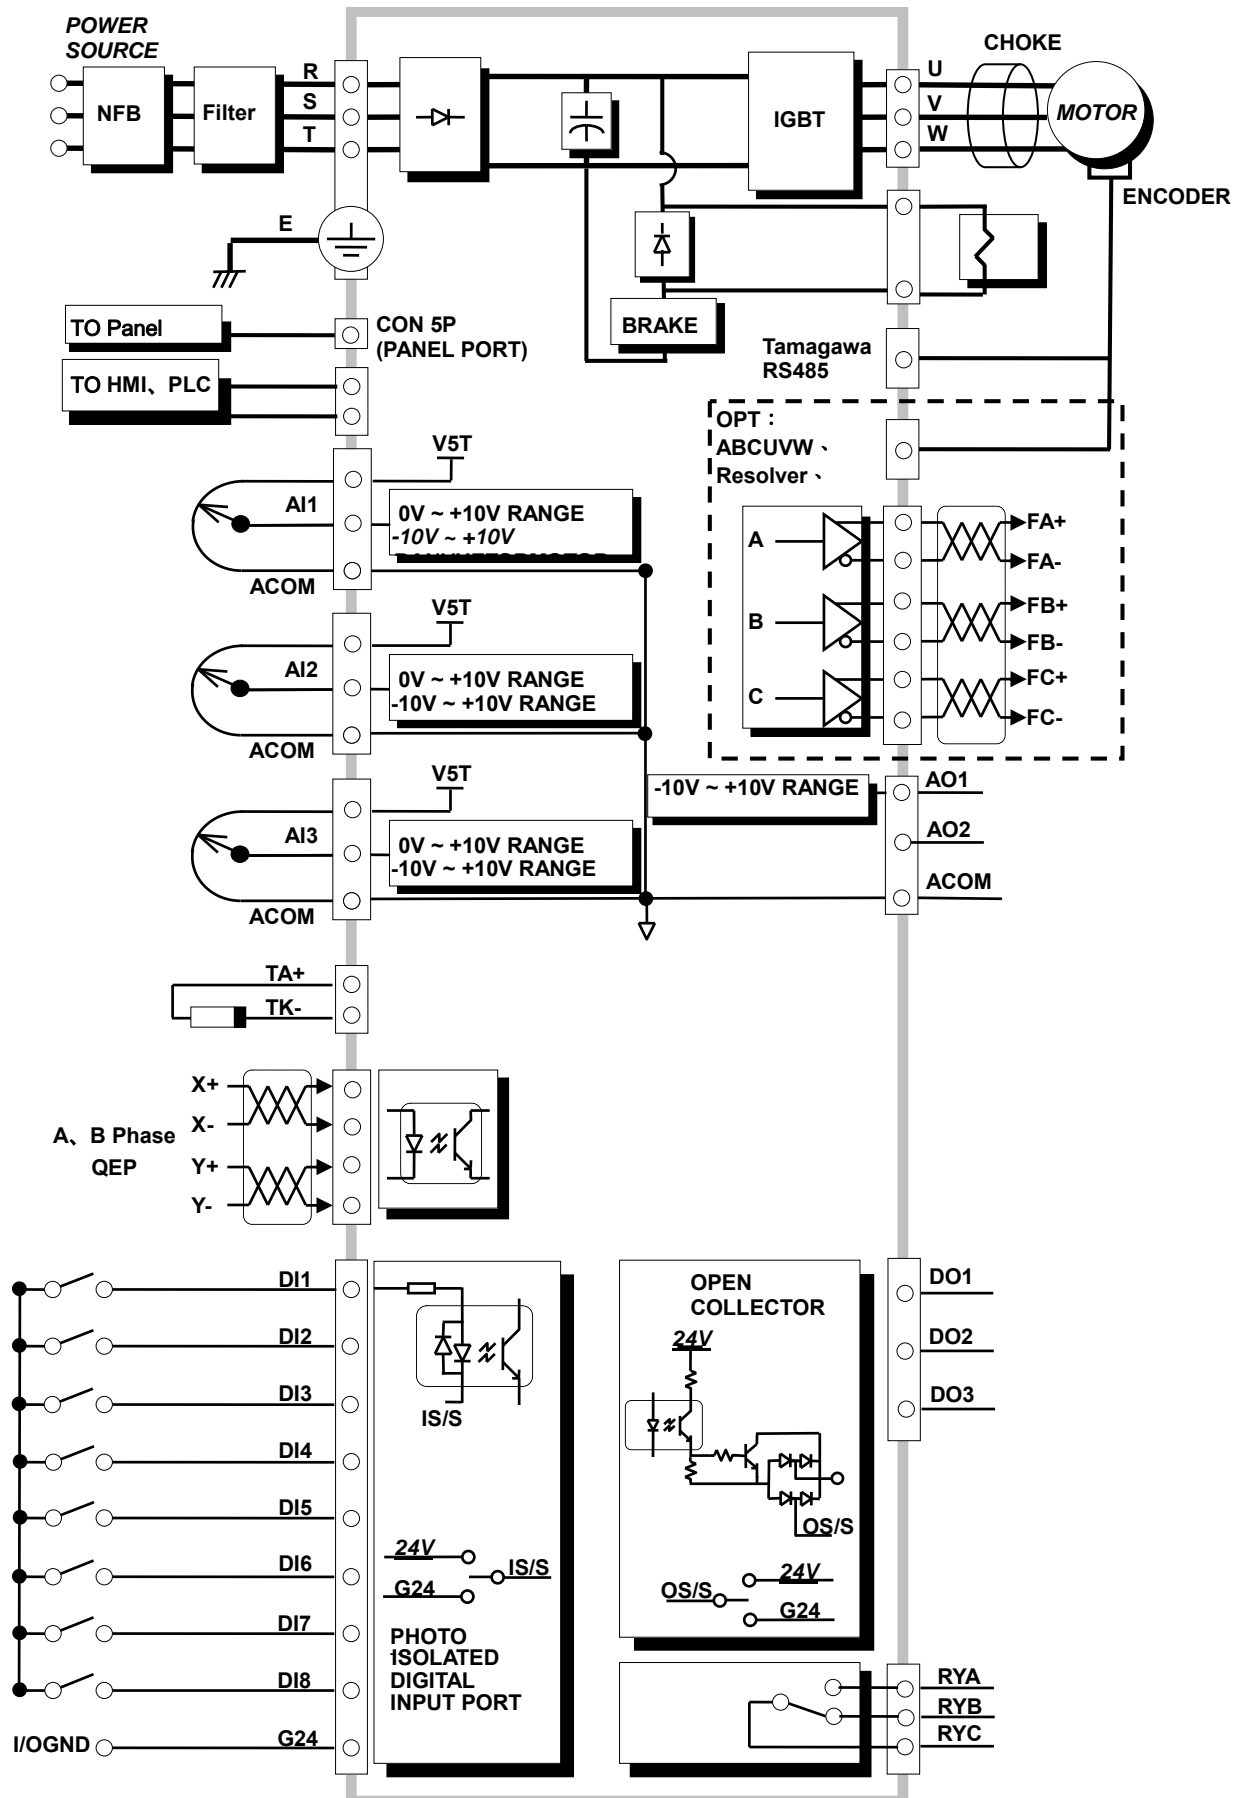 POWER
SOURCE
NFB
Filter
R
S
T
E
IGBT
U
V
W
CHOKE
MOTOR
ENCODER
BRAKE
TO Panel
CON 5P
(PANEL PORT)
TO HMI、PLC
Tamagawa
RS485
OPT：
ABCUVW、
Resolver、
V5T
AI1
0V ~ +10V RANGE
-10V ~ +10V
ACOM
A
FA+
FA-
B
FB+
FB-
C
FC+
FC-
V5T
AI2
0V ~ +10V RANGE
-10V ~ +10V RANGE
ACOM
V5T
AI3
0V ~ +10V RANGE
-10V ~ +10V RANGE
ACOM
-10V ~ +10V RANGE
AO1
AO2
ACOM
TA+
TK-
A、B Phase
QEP
X+
X-
Y+
Y-
DI1
DI2
DI3
DI4
DI5
DI6
DI7
DI8
I/OGND
G24
IS/S
24V
G24
IS/S
PHOTO
ISOLATED
DIGITAL
INPUT PORT
OPEN
COLLECTOR
24V
OS/S
OS/S
24V
G24
DO1
DO2
DO3
RYA
RYB
RYC